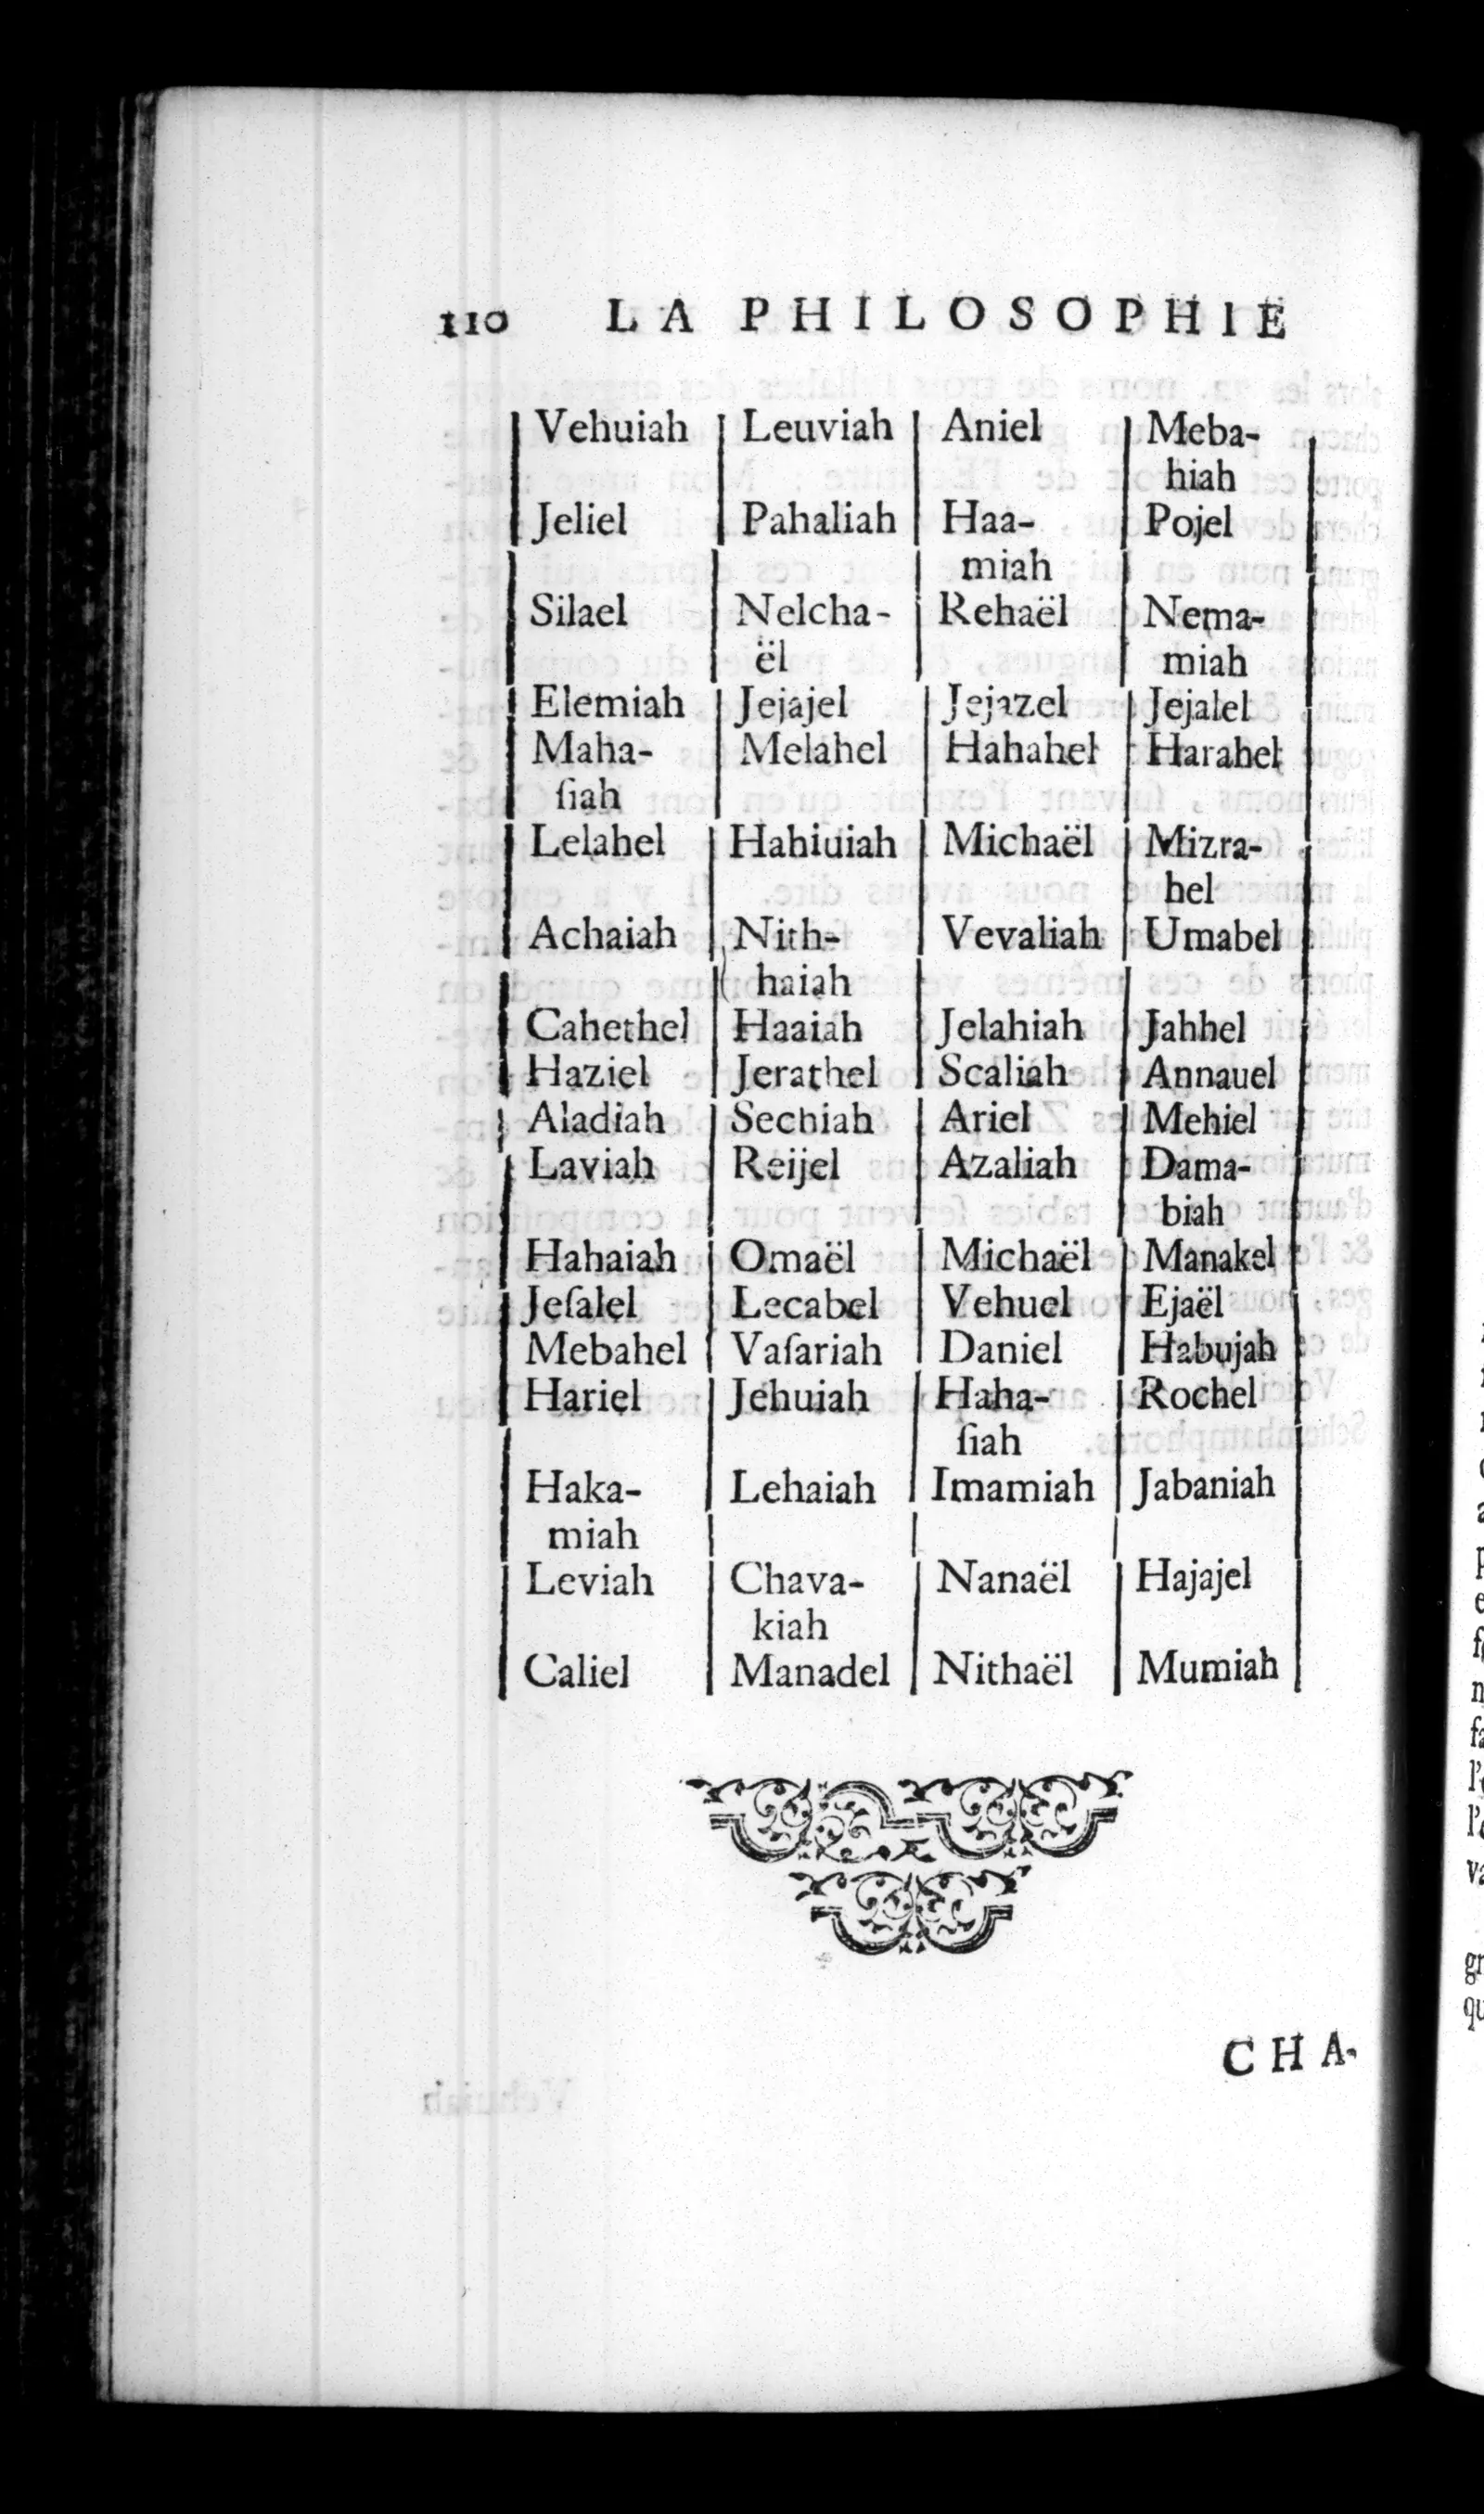 110 LA PHILOSOPHIE
Vehuiah Leuviah Aniel Meba-
hiah
Jeliel Pahaliah Haa- Pojel
miah
Silael Nelcha- Rehaël Nema-
ël miah
Elemiah Jejajel Jejazel Jejalel
Maha- Melahel Hahahel Harahel
ſiah
Lelahel Hahiuiah Michaël Mizra-
hel
Achaiah Nith- Vevaliah Umabel
haiah
Cahethel Haaiah Jelahiah Jahhel
Haziel Jerathel Scaliah Annauel
Aladiah Sechiah Ariel Mehiel
Laviah Reijel Azaliah Dama-
biah
Hahaiah Omaël Michaël Manakel
Jeſalel Lecabel Vehuel Ejaël
Mebahel Vaſariah Daniel Habujah
Hariel Jehuiah Haha- Rochel
ſiah
Haka- Lehaiah Imamiah Jabaniah
miah
Leviah Chava- Nanaël Hajajel
kiah
Caliel Manadel Nithaël Mumiah
CHA-